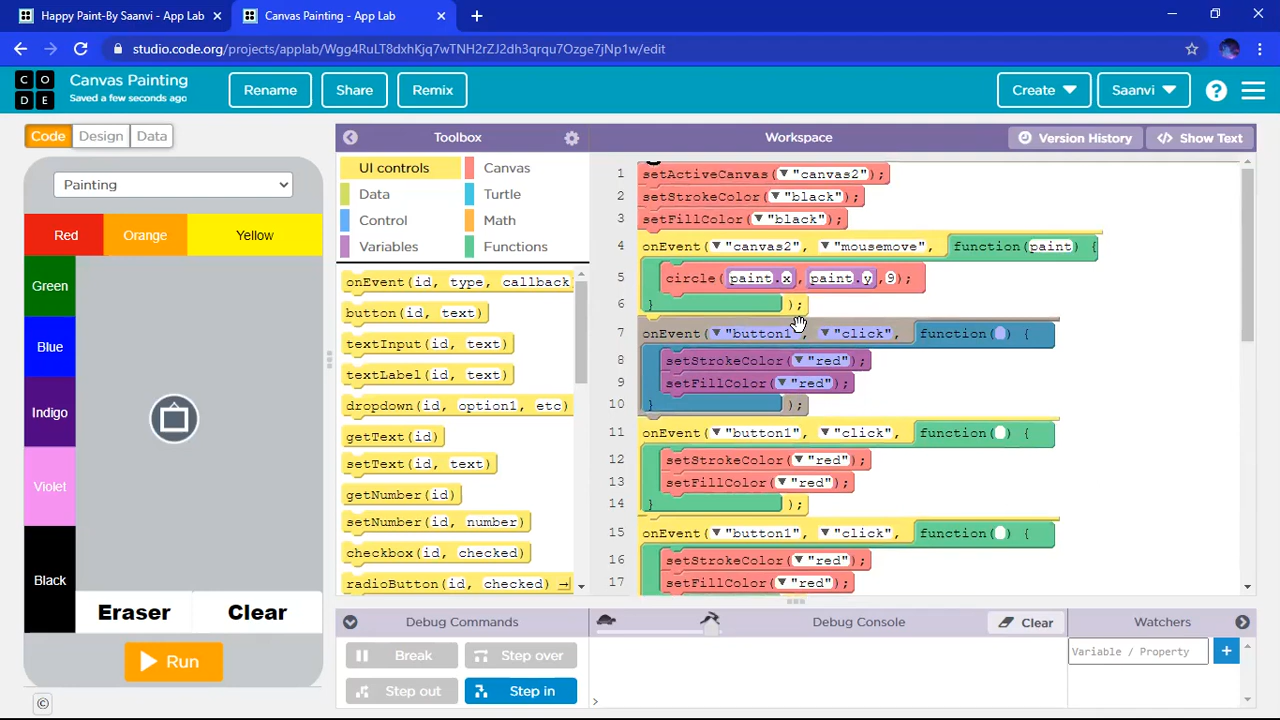 Happy Paint-By Saanvi - App Lab
Canvas Painting - App Lab
studio.code.org/projects/applab/Wgg4RuLT8dxhKjq7wTNH2rZJ2dh3qrqu7Ozge7jNp1w/edit
C O
D E
Canvas Painting
Saved a few seconds ago
Rename
Share
Remix
Create
Saanvi
?
Code
Design
Data
Toolbox
Workspace
Version History
Show Text
Painting
Red
Orange
Yellow
Green
Blue
Indigo
Violet
Black
Eraser
Clear
Run
©
UI controls
Canvas
Data
Turtle
Control
Math
Variables
Functions
onEvent(id, type, callback
button(id, text)
textInput(id, text)
textLabel(id, text)
dropdown(id, option1, etc)
getText(id)
setText(id, text)
getNumber(id)
setNumber(id, number)
checkbox(id, checked)
radioButton(id, checked)
1 setActiveCanvas("canvas2");
2 setStrokeColor("black");
3 setFillColor("black");
4 onEvent("canvas2", "mousemove", function(paint) {
5 circle(paint.x, paint.y,9);
6 } );
7 onEvent("button1", "click", function( ) {
8 setStrokeColor("red");
9 setFillColor("red");
10 } );
11 onEvent("button1", "click", function( ) {
12 setStrokeColor("red");
13 setFillColor("red");
14 } );
15 onEvent("button1", "click", function( ) {
16 setStrokeColor("red");
17 setFillColor("red");
Debug Commands
Debug Console
Clear
Watchers
Break
Step over
Step out
Step in
Variable / Property
+
>